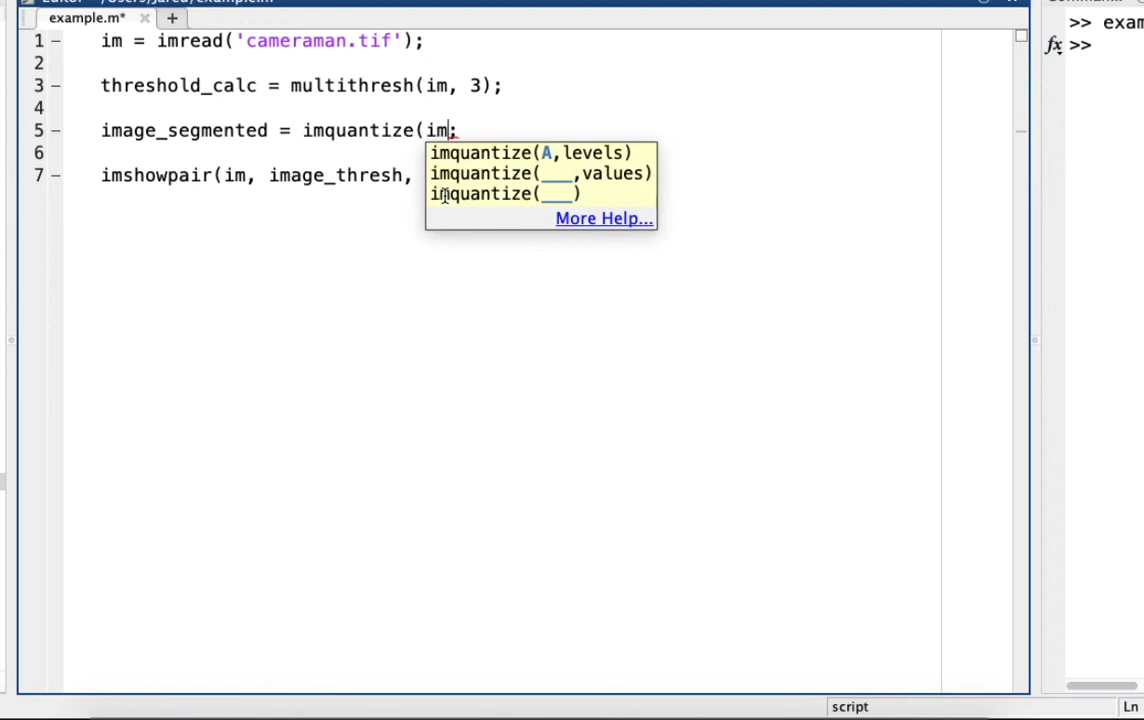 example.m* × +
>> exam
1 – im = imread('cameraman.tif');
fx >>
2
3 – threshold_calc = multithresh(im, 3);
4
5 – image_segmented = imquantize(im;
6
imquantize(A,levels)
imquantize(___,values)
7 – imshowpair(im, image_thresh,
imquantize(___)
More Help...
script
Ln